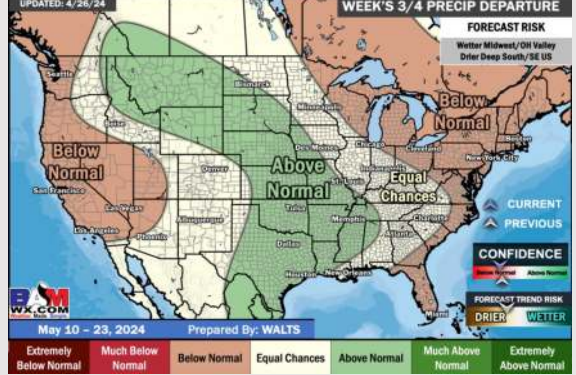 UPDATED: 4/26/24
WEEK'S 3/4 PRECIP DEPARTURE
FORECAST RISK
Wetter Midwest/OH Valley
Drier Deep South/SE US
Seattle
Bismarck
Minneapolis
Boise
Below
Normal
Boston
Des Moines
Chicago
Cleveland
New York City
Below
Normal
Denver
Above
Normal
St. Louis
Indianapolis
Equal
Chances
San Francisco
Las Vegas
Tulsa
CURRENT
PREVIOUS
Los Angeles
Phoenix
Albuquerque
Memphis
Charlotte
Atlanta
Dallas
CONFIDENCE
Below Normal
Above Normal
Houston
New Orleans
Miami
BAM
WX.COM
FORECAST TREND RISK
DRIER
WETTER
May 10 - 23, 2024
Prepared By: WALTS
Extremely
Below Normal
Much Below
Normal
Below Normal
Equal Chances
Above Normal
Much Above
Normal
Extremely
Above Normal